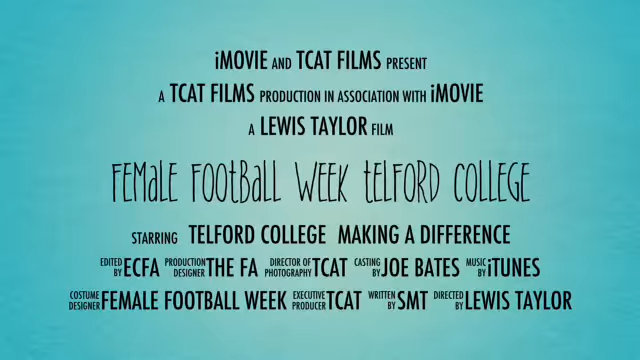 iMOVIE AND TCAT FILMS PRESENT
A TCAT FILMS PRODUCTION IN ASSOCIATION WITH iMOVIE
A LEWIS TAYLOR FILM
FEMALE FOOTBALL WEEK TELFORD COLLEGE
STARRING TELFORD COLLEGE MAKING A DIFFERENCE
EDITED BY ECFA PRODUCTION DESIGNER THE FA DIRECTOR OF PHOTOGRAPHY TCAT CASTING BY JOE BATES MUSIC BY iTUNES
COSTUME DESIGNER FEMALE FOOTBALL WEEK EXECUTIVE PRODUCER TCAT WRITTEN BY SMT DIRECTED BY LEWIS TAYLOR